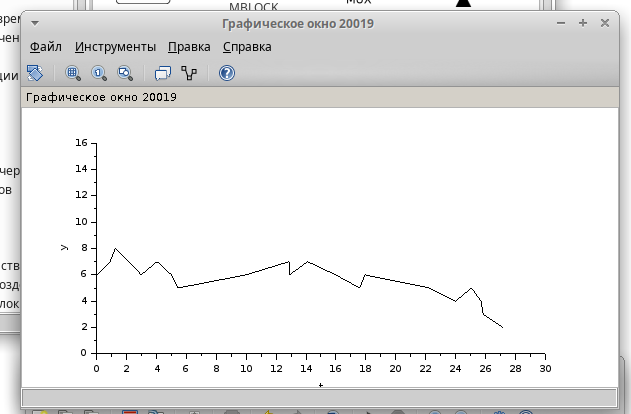 MBLOCK
MUX
Графическое окно 20019
Файл Инструменты Правка Справка
Графическое окно 20019
16
14
12
10
8
y
6
4
2
0
0 2 4 6 8 10 12 14 16 18 20 22 24 26 28 30
t